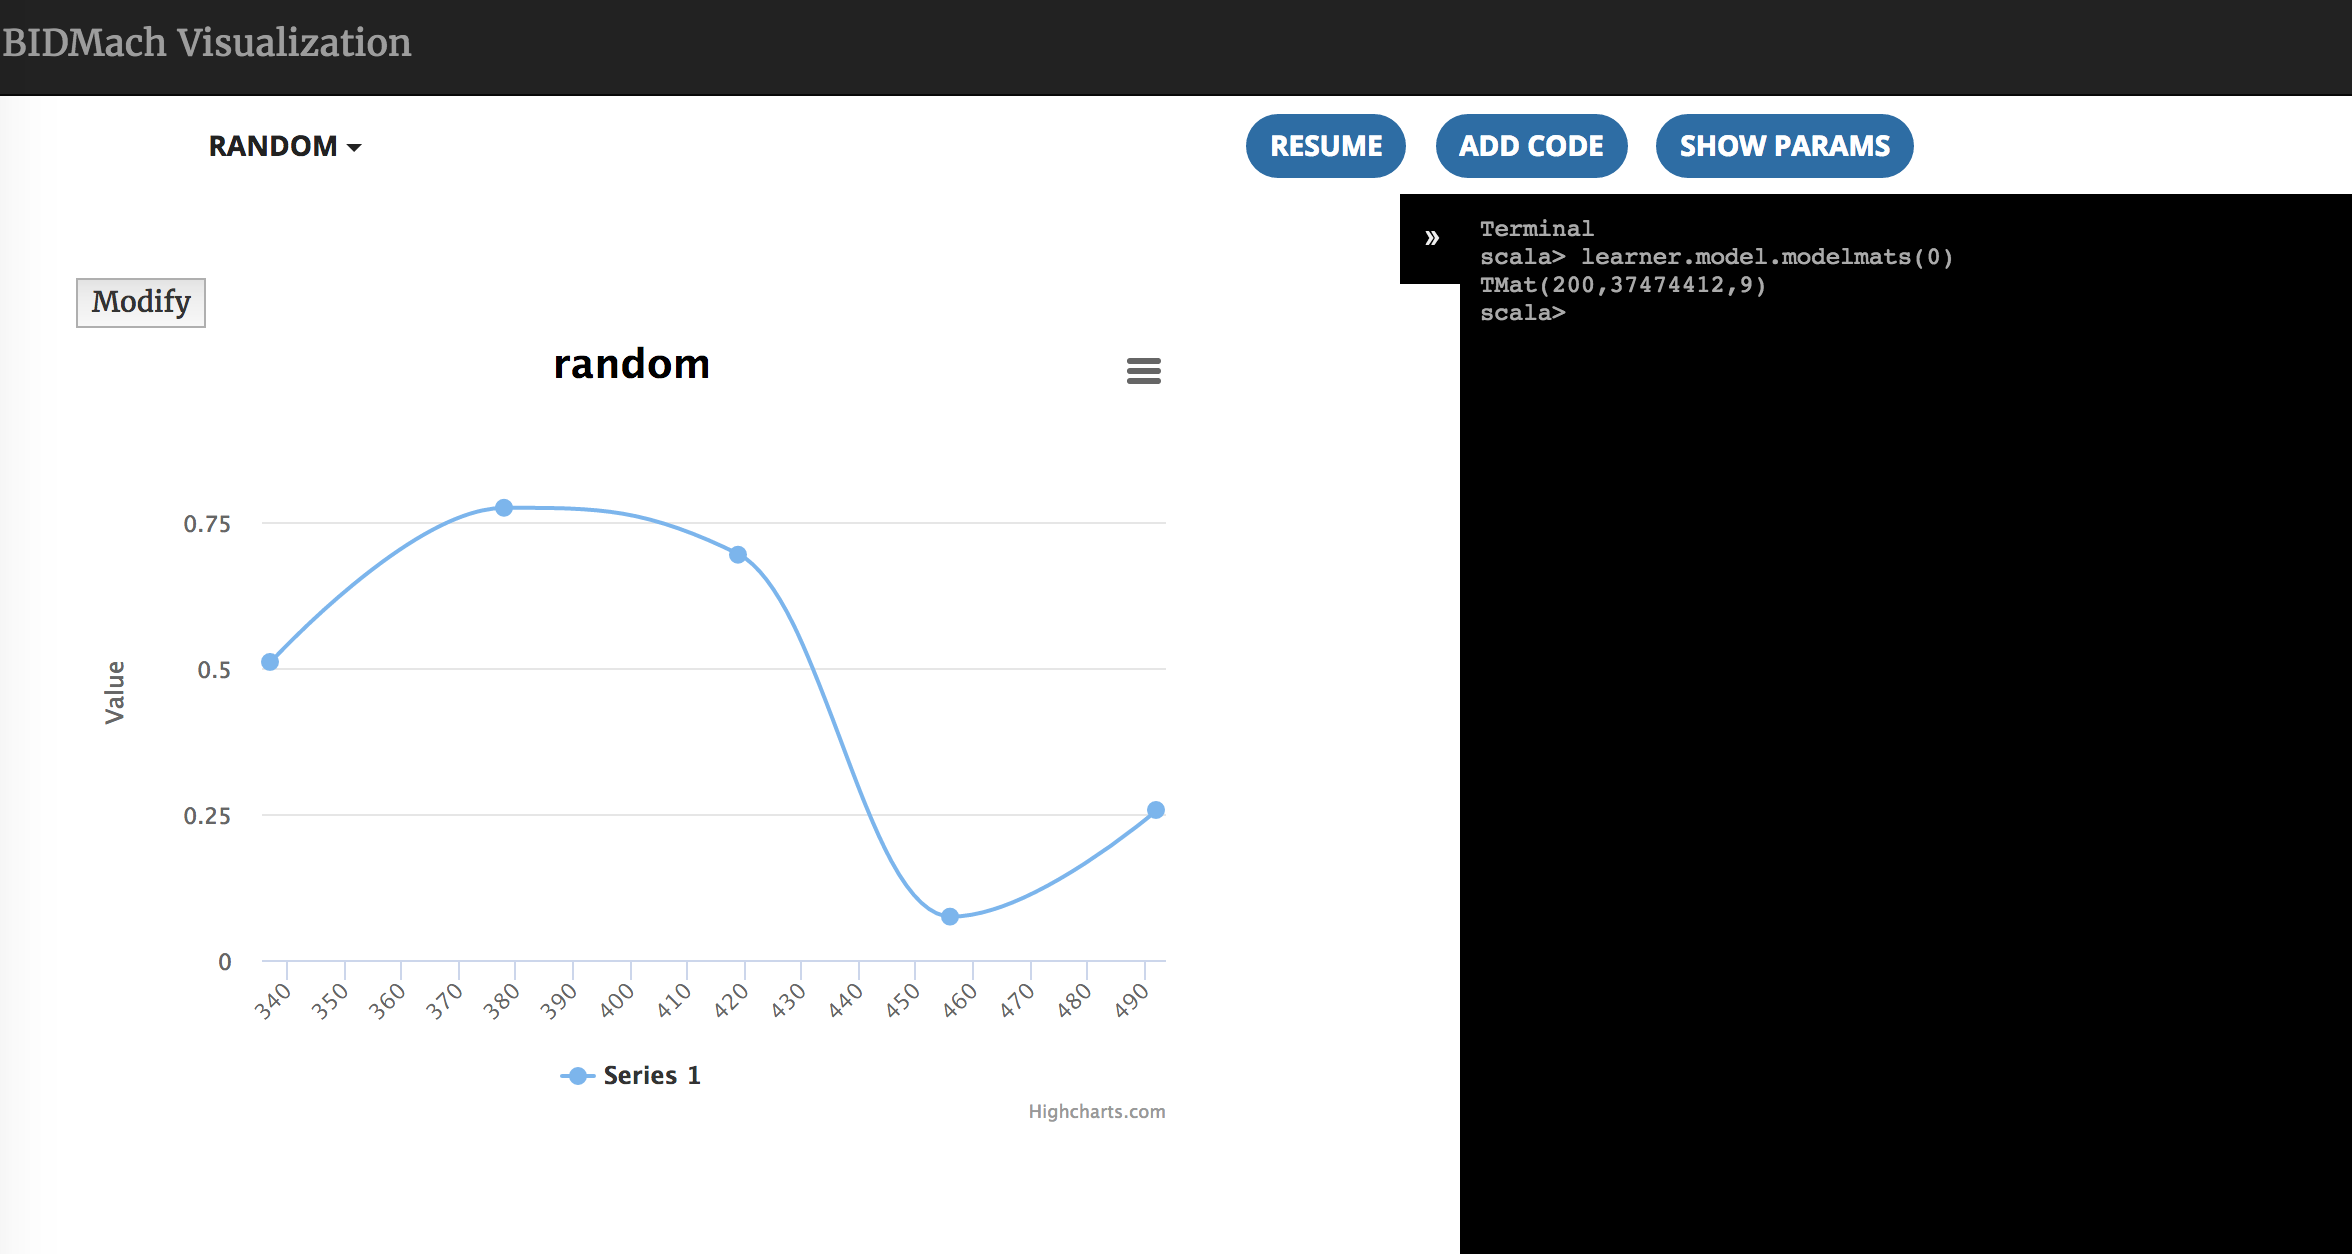 BIDMach Visualization
RANDOM
RESUME
ADD CODE
SHOW PARAMS
»
Terminal
scala> learner.model.modelmats(0)
TMat(200,37474412,9)
scala>
Modify
random
Value
0.75
0.5
0.25
0
340 350 360 370 380 390 400 410 420 430 440 450 460 470 480 490
Series 1
Highcharts.com